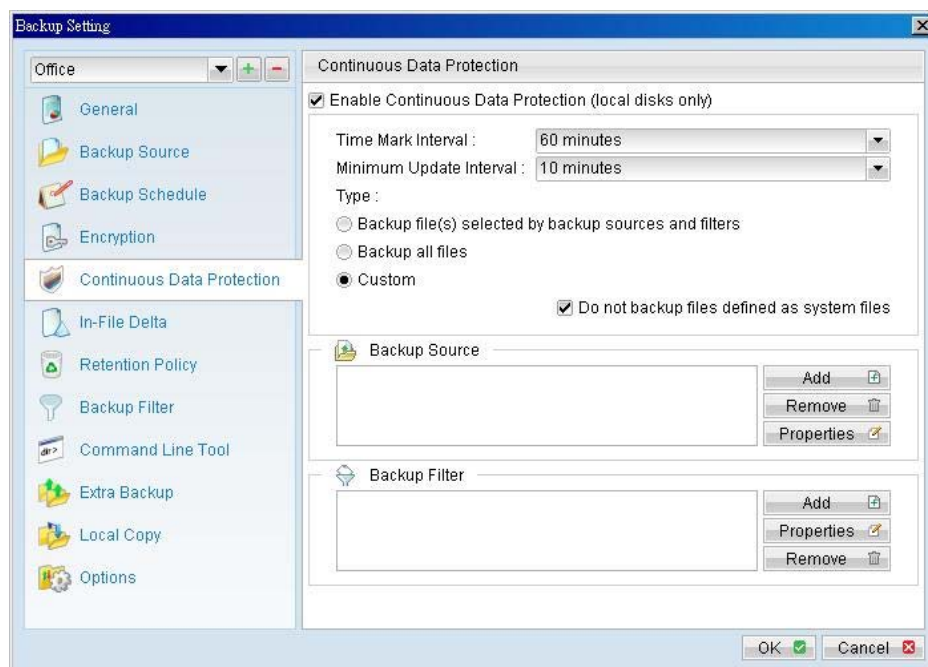 Backup Setting
Office
General
Backup Source
Backup Schedule
Encryption
Continuous Data Protection
In-File Delta
Retention Policy
Backup Filter
Command Line Tool
Extra Backup
Local Copy
Options
Continuous Data Protection
Enable Continuous Data Protection (local disks only)
Time Mark Interval : 60 minutes
Minimum Update Interval : 10 minutes
Type :
Backup file(s) selected by backup sources and filters
Backup all files
Custom
Do not backup files defined as system files
Backup Source
Add
Remove
Properties
Backup Filter
Add
Properties
Remove
OK Cancel